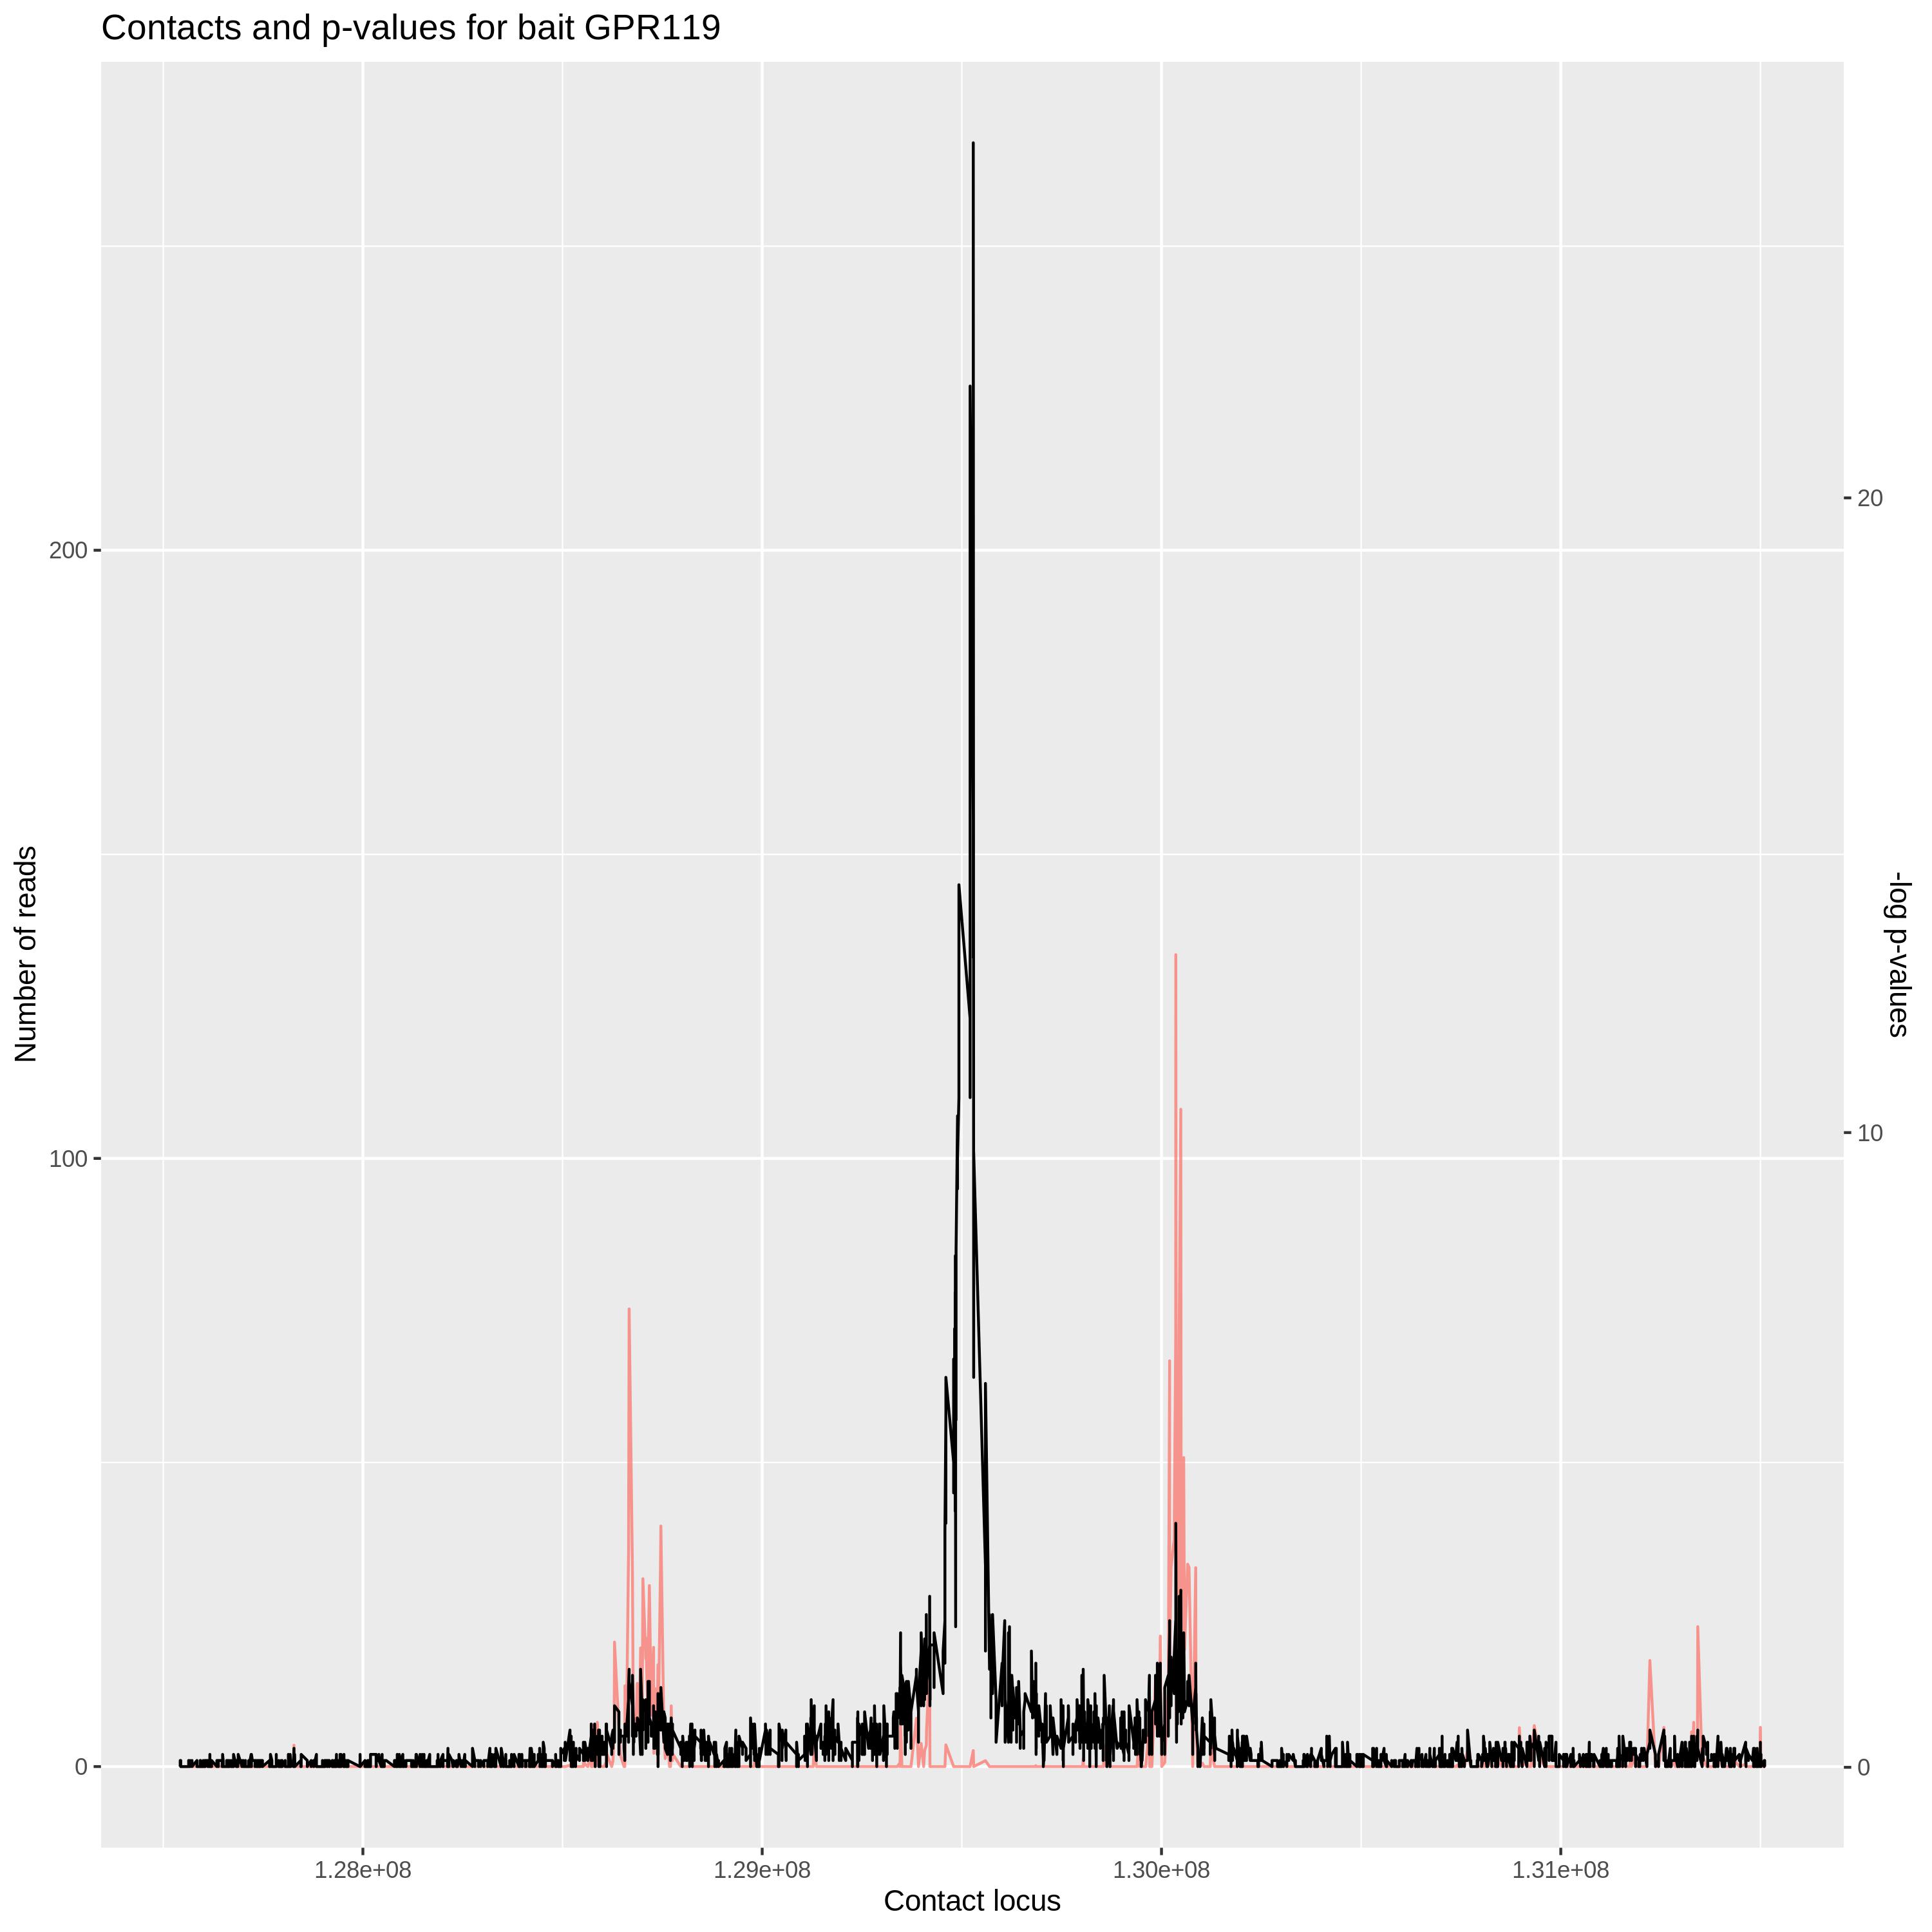 Contacts and p-values for bait GPR119
Number of reads
200
100
0
20
10
0
-log p-values
1.28e+08
1.29e+08
1.30e+08
1.31e+08
Contact locus